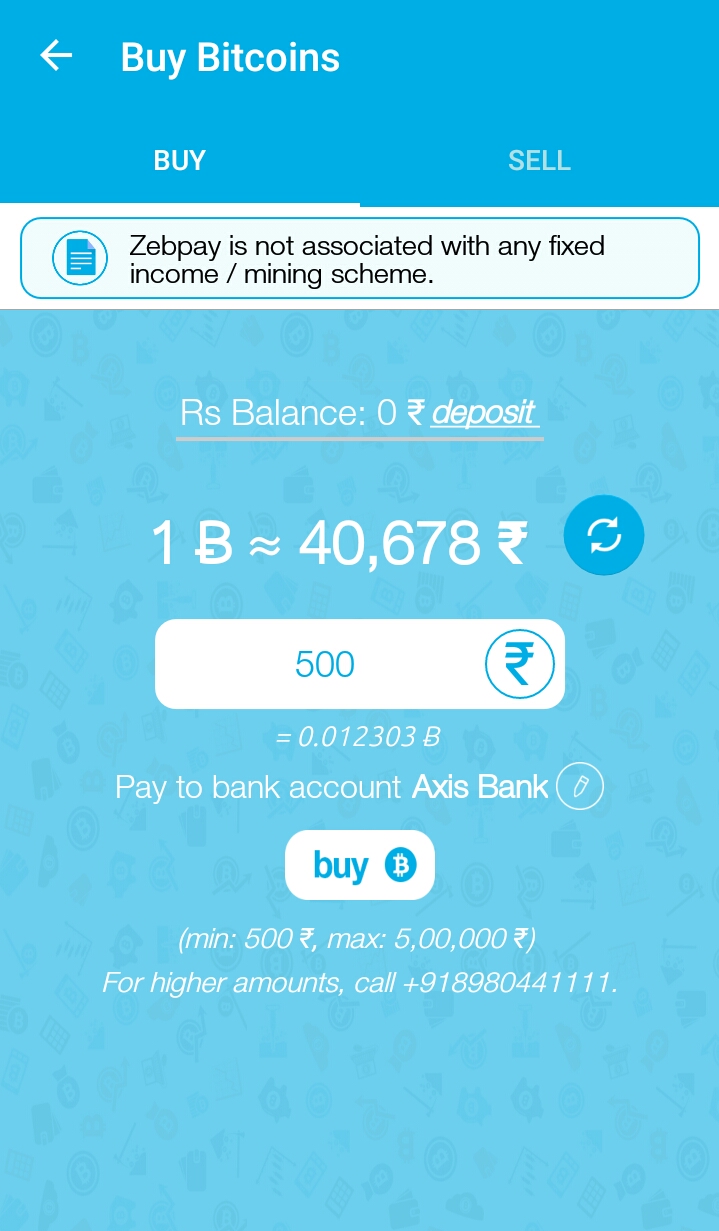 Buy Bitcoins
BUY
SELL
Zebpay is not associated with any fixed
income / mining scheme.
Rs Balance: 0 ₹ deposit
1 Ƀ ≈ 40,678 ₹
500 ₹
= 0.012303 Ƀ
Pay to bank account Axis Bank
buy
(min: 500 ₹, max: 5,00,000 ₹)
For higher amounts, call +918980441111.